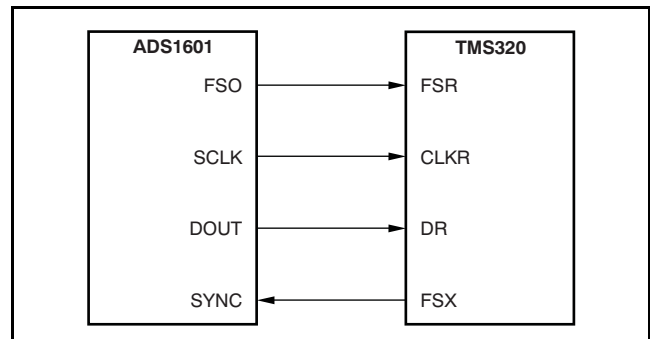 ADS1601 TMS320
FSO FSR
SCLK CLKR
DOUT DR
SYNC FSX